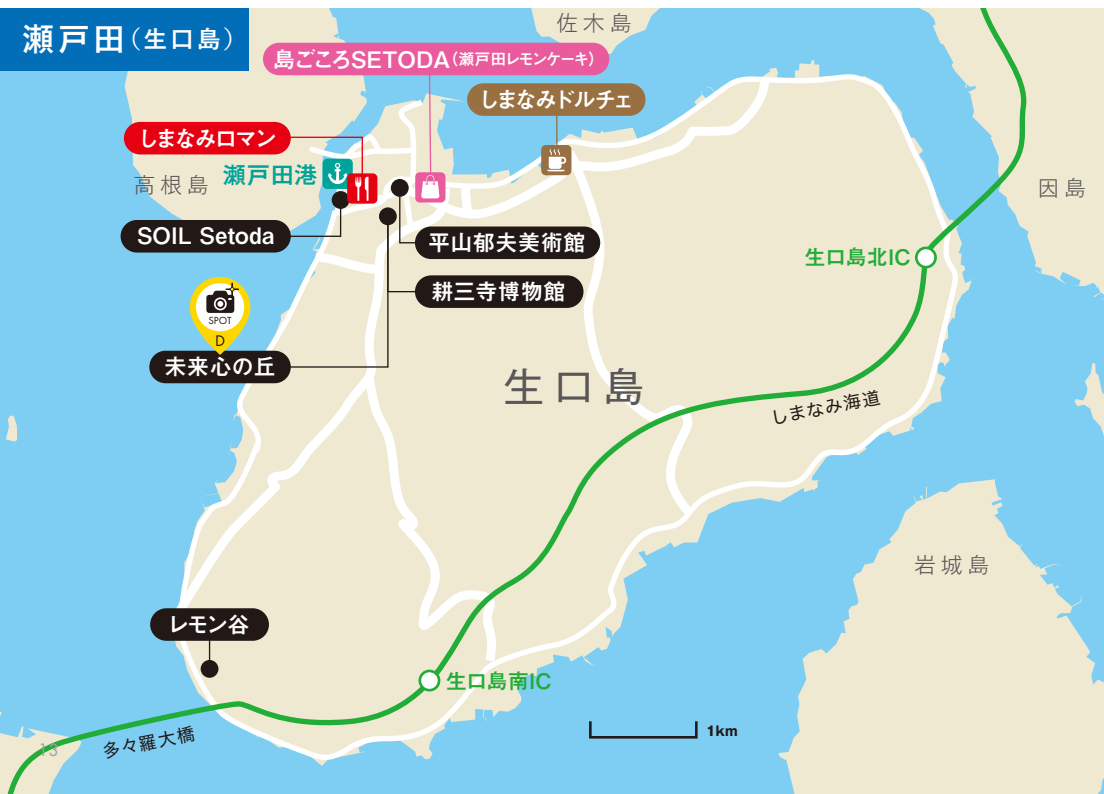 瀬戸田(生口島)
佐木島
島ごころSETODA(瀬戸田レモンケーキ)
しまなみドルチェ
しまなみロマン
瀬戸田港
高根島
因島
SOIL Setoda
平山郁夫美術館
生口島北IC
耕三寺博物館
SPOT
D
未来心の丘
生口島
しまなみ海道
岩城島
レモン谷
生口島南IC
1km
多々羅大橋
13